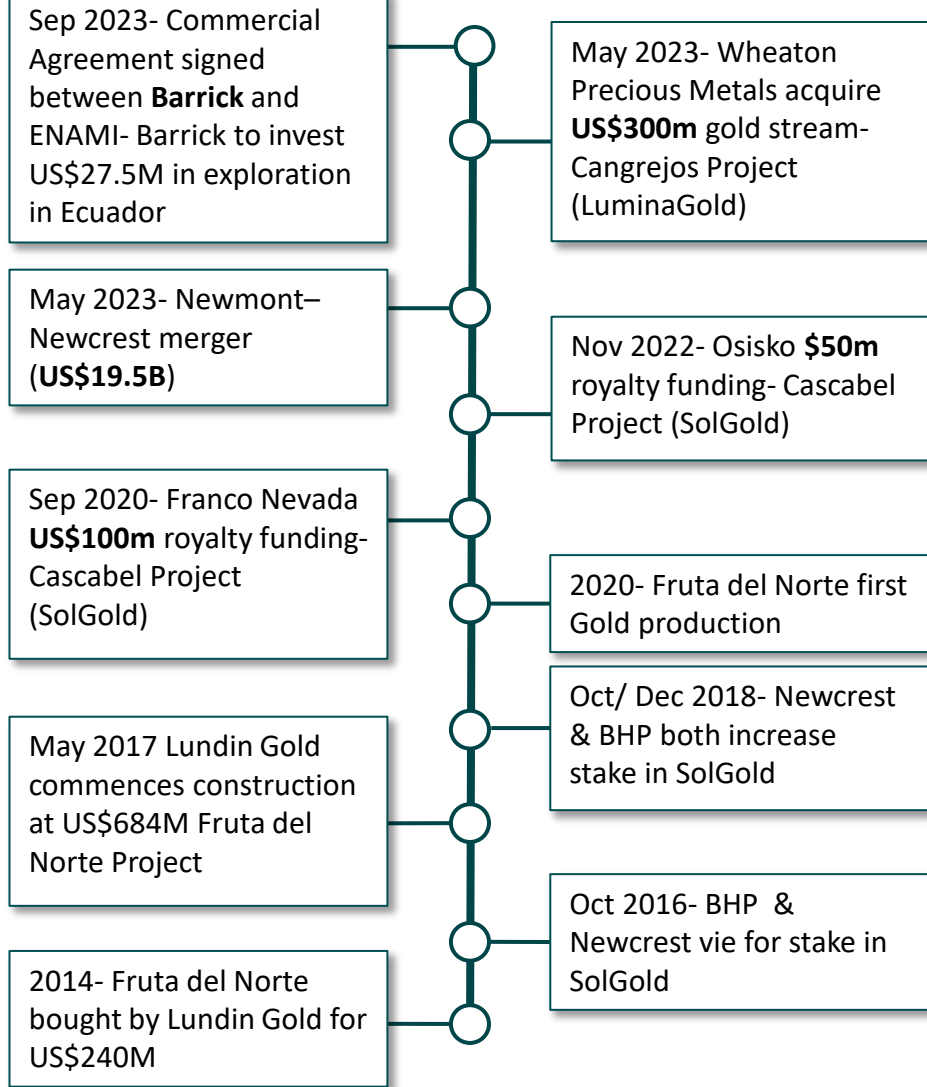 Sep 2023- Commercial
Agreement signed
between Barrick and
ENAMI- Barrick to invest
US$27.5M in exploration
in Ecuador
May 2023- Wheaton
Precious Metals acquire
US$300m gold stream-
Cangrejos Project
(LuminaGold)
May 2023- Newmont–
Newcrest merger
(US$19.5B)
Nov 2022- Osisko $50m
royalty funding- Cascabel
Project (SolGold)
Sep 2020- Franco Nevada
US$100m royalty funding-
Cascabel Project
(SolGold)
2020- Fruta del Norte first
Gold production
Oct/ Dec 2018- Newcrest
& BHP both increase
stake in SolGold
May 2017 Lundin Gold
commences construction
at US$684M Fruta del
Norte Project
Oct 2016- BHP &
Newcrest vie for stake in
SolGold
2014- Fruta del Norte
bought by Lundin Gold for
US$240M